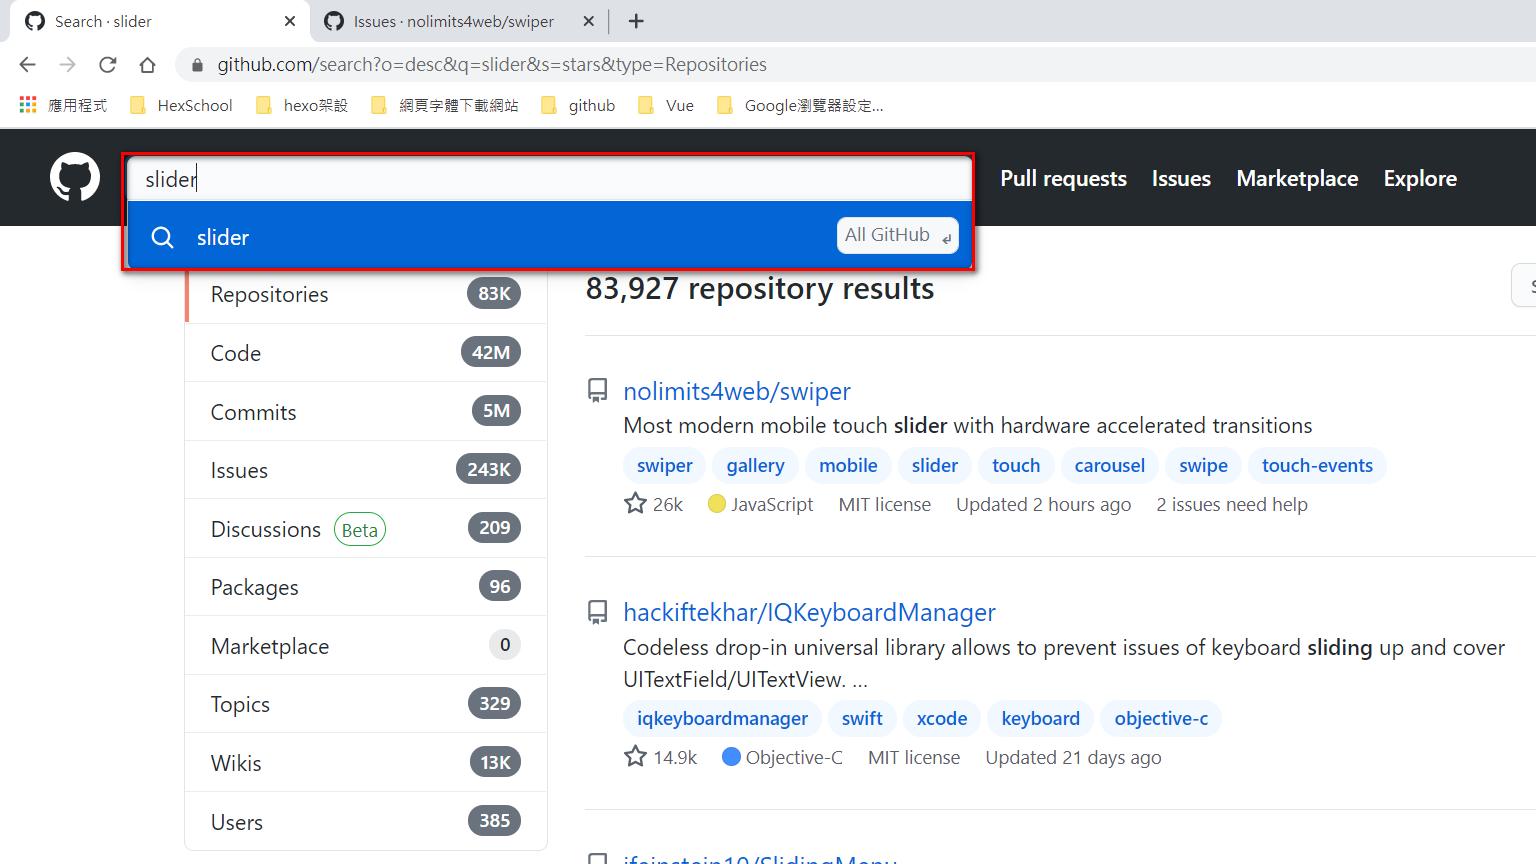 Search · slider
Issues · nolimits4web/swiper
github.com/search?o=desc&q=slider&s=stars&type=Repositories
應用程式 HexSchool hexo架設 網頁字體下載網站 github Vue Google瀏覽器設定...
slider
Pull requests Issues Marketplace Explore
slider All GitHub ↵
Repositories 83K
Code 42M
Commits 5M
Issues 243K
Discussions Beta 209
Packages 96
Marketplace 0
Topics 329
Wikis 13K
Users 385
83,927 repository results
nolimits4web/swiper
Most modern mobile touch slider with hardware accelerated transitions
swiper gallery mobile slider touch carousel swipe touch-events
26k JavaScript MIT license Updated 2 hours ago 2 issues need help
hackiftekhar/IQKeyboardManager
Codeless drop-in universal library allows to prevent issues of keyboard sliding up and cover
UITextField/UITextView. ...
iqkeyboardmanager swift xcode keyboard objective-c
14.9k Objective-C MIT license Updated 21 days ago